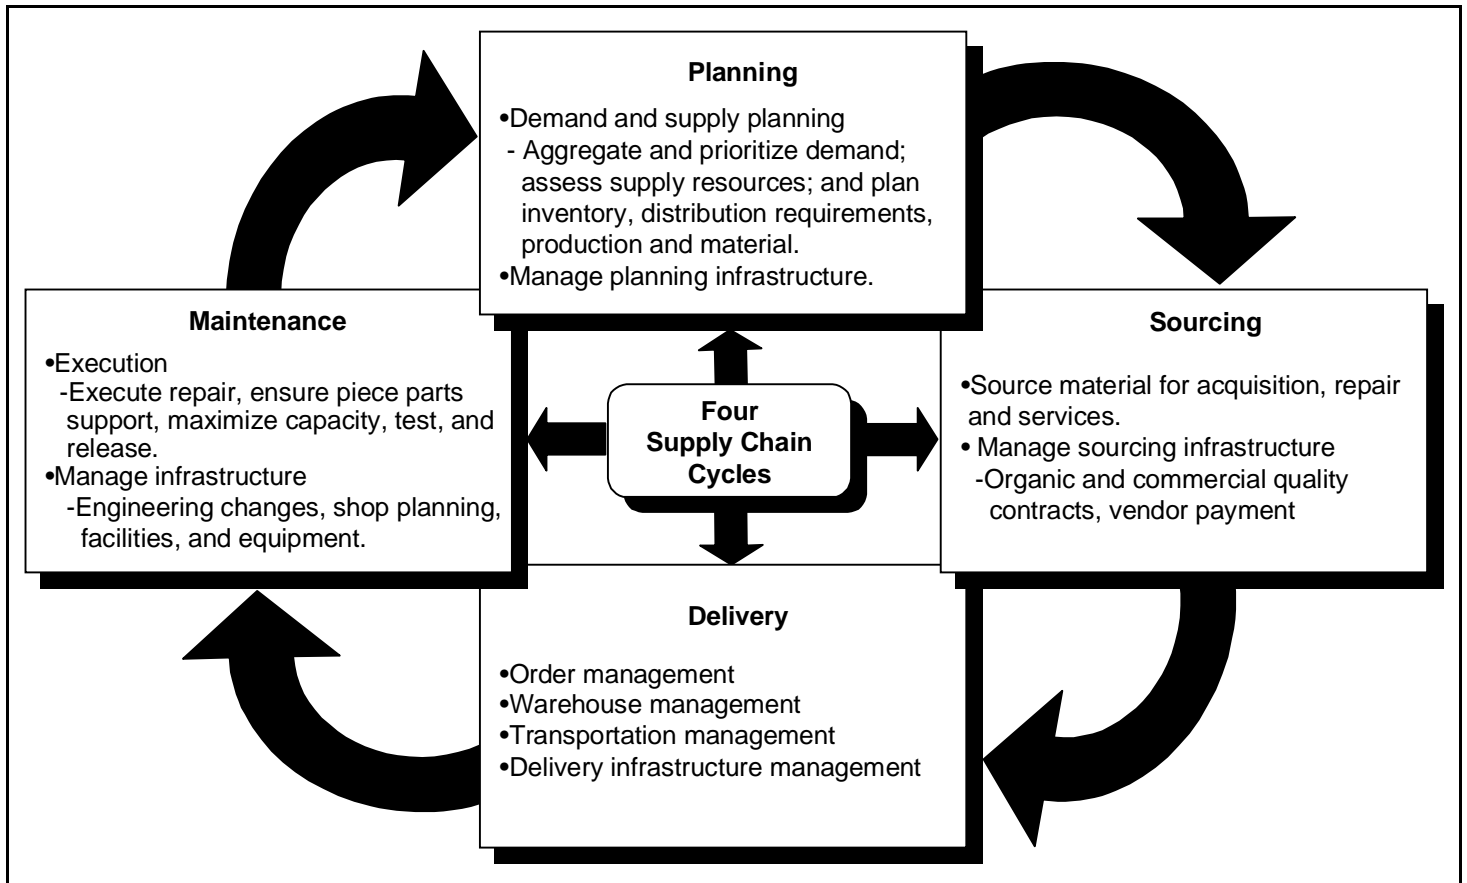 Planning
•Demand and supply planning
- Aggregate and prioritize demand;
assess supply resources; and plan
inventory, distribution requirements,
production and material.
•Manage planning infrastructure.
Maintenance
•Execution
-Execute repair, ensure piece parts
support, maximize capacity, test, and
release.
•Manage infrastructure
-Engineering changes, shop planning,
facilities, and equipment.
Four
Supply Chain
Cycles
Sourcing
•Source material for acquisition, repair
and services.
• Manage sourcing infrastructure
-Organic and commercial quality
contracts, vendor payment
Delivery
•Order management
•Warehouse management
•Transportation management
•Delivery infrastructure management